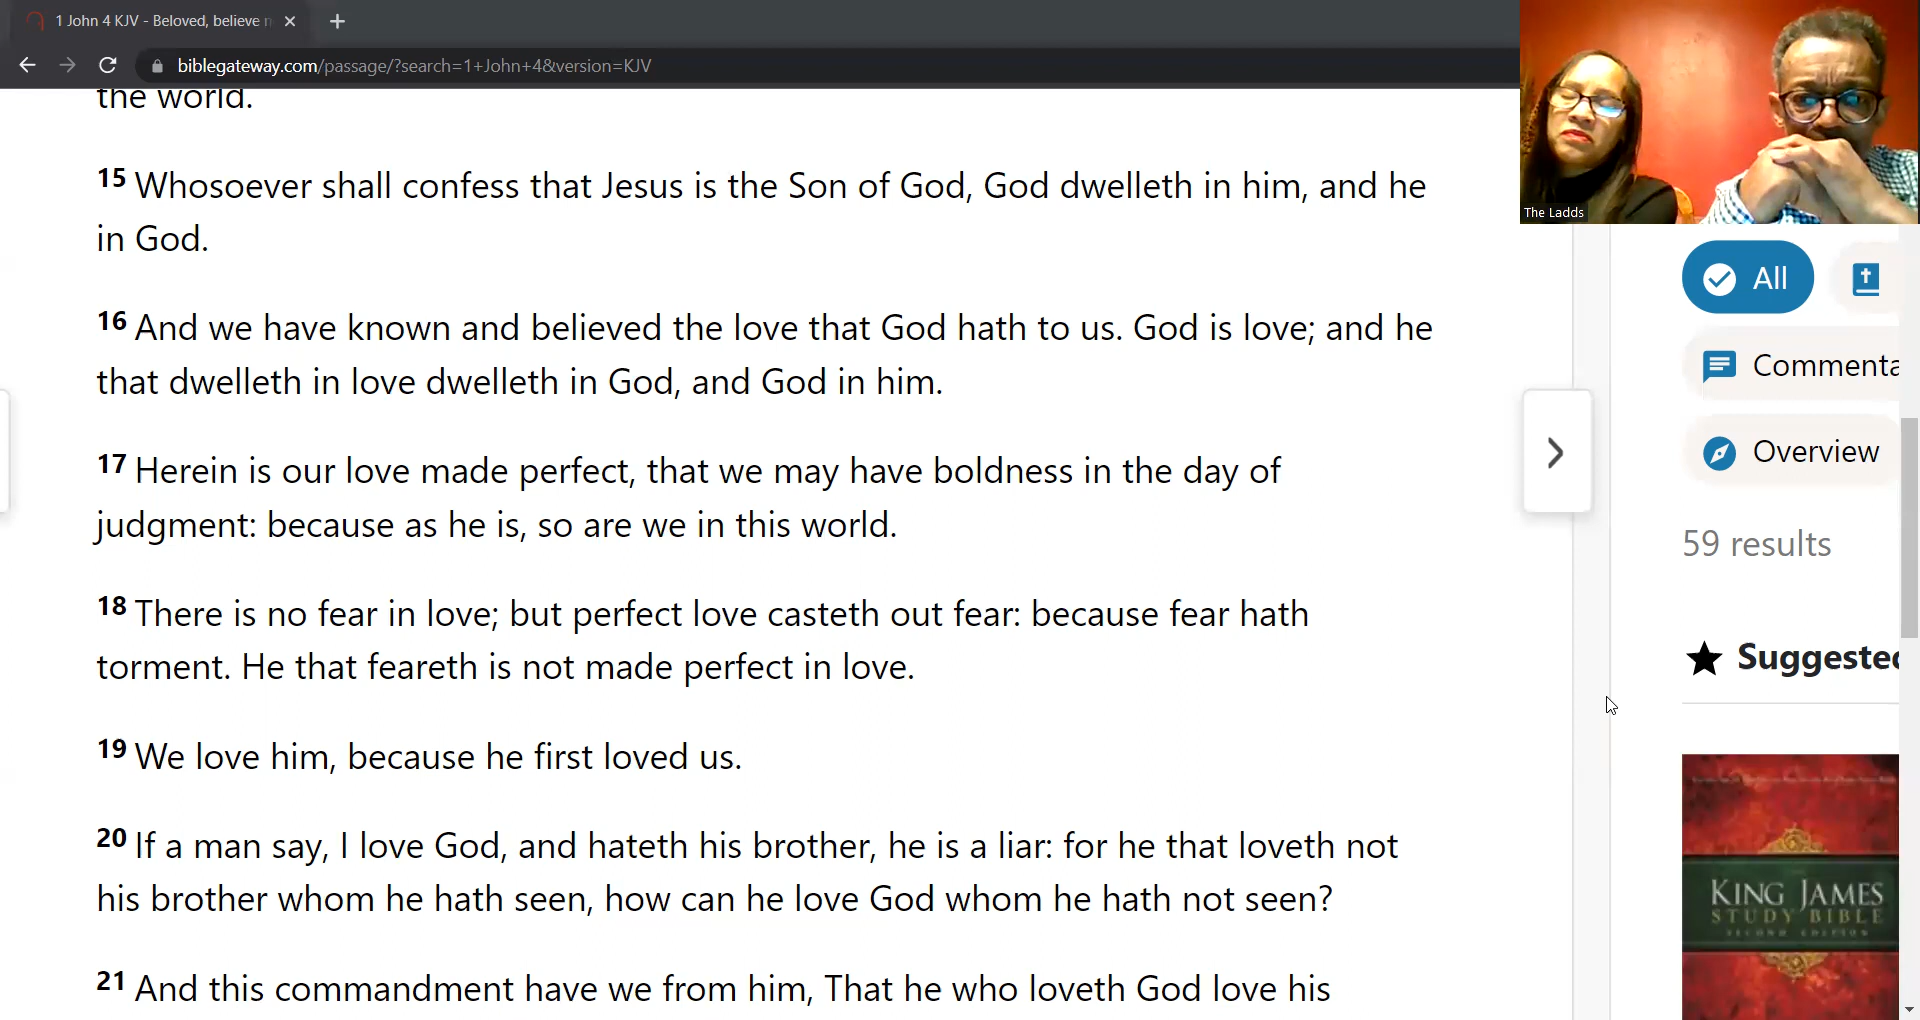 1 John 4 KJV - Beloved, believe
biblegateway.com/passage/?search=1+John+4&version=KJV
The Ladds
the world.
15 Whosoever shall confess that Jesus is the Son of God, God dwelleth in him, and he
in God.
16 And we have known and believed the love that God hath to us. God is love; and he
that dwelleth in love dwelleth in God, and God in him.
17 Herein is our love made perfect, that we may have boldness in the day of
judgment: because as he is, so are we in this world.
18 There is no fear in love; but perfect love casteth out fear: because fear hath
torment. He that feareth is not made perfect in love.
19 We love him, because he first loved us.
20 If a man say, I love God, and hateth his brother, he is a liar: for he that loveth not
his brother whom he hath seen, how can he love God whom he hath not seen?
21 And this commandment have we from him, That he who loveth God love his
All
Commenta
Overview
59 results
Suggested
KING JAMES
STUDY BIBLE
SECOND EDITION